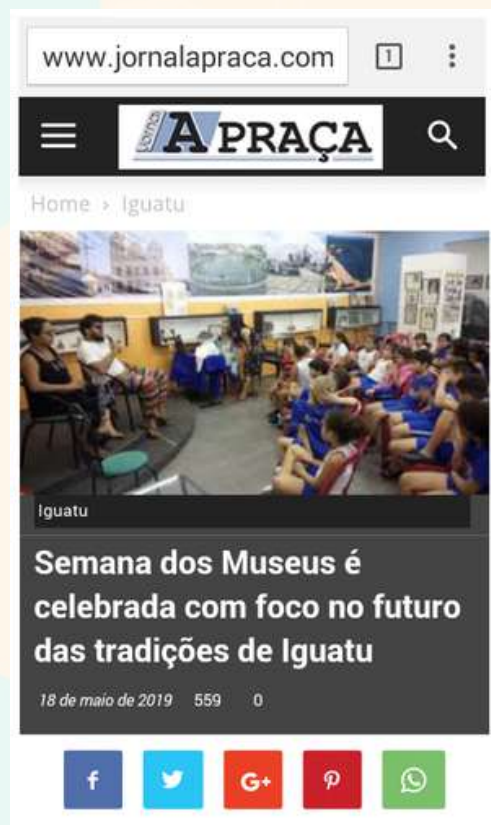 www.jornalapraca.com 1
Jornal A PRAÇA
Home › Iguatu
Iguatu
Semana dos Museus é
celebrada com foco no futuro
das tradições de Iguatu
18 de maio de 2019 559 0
f G+